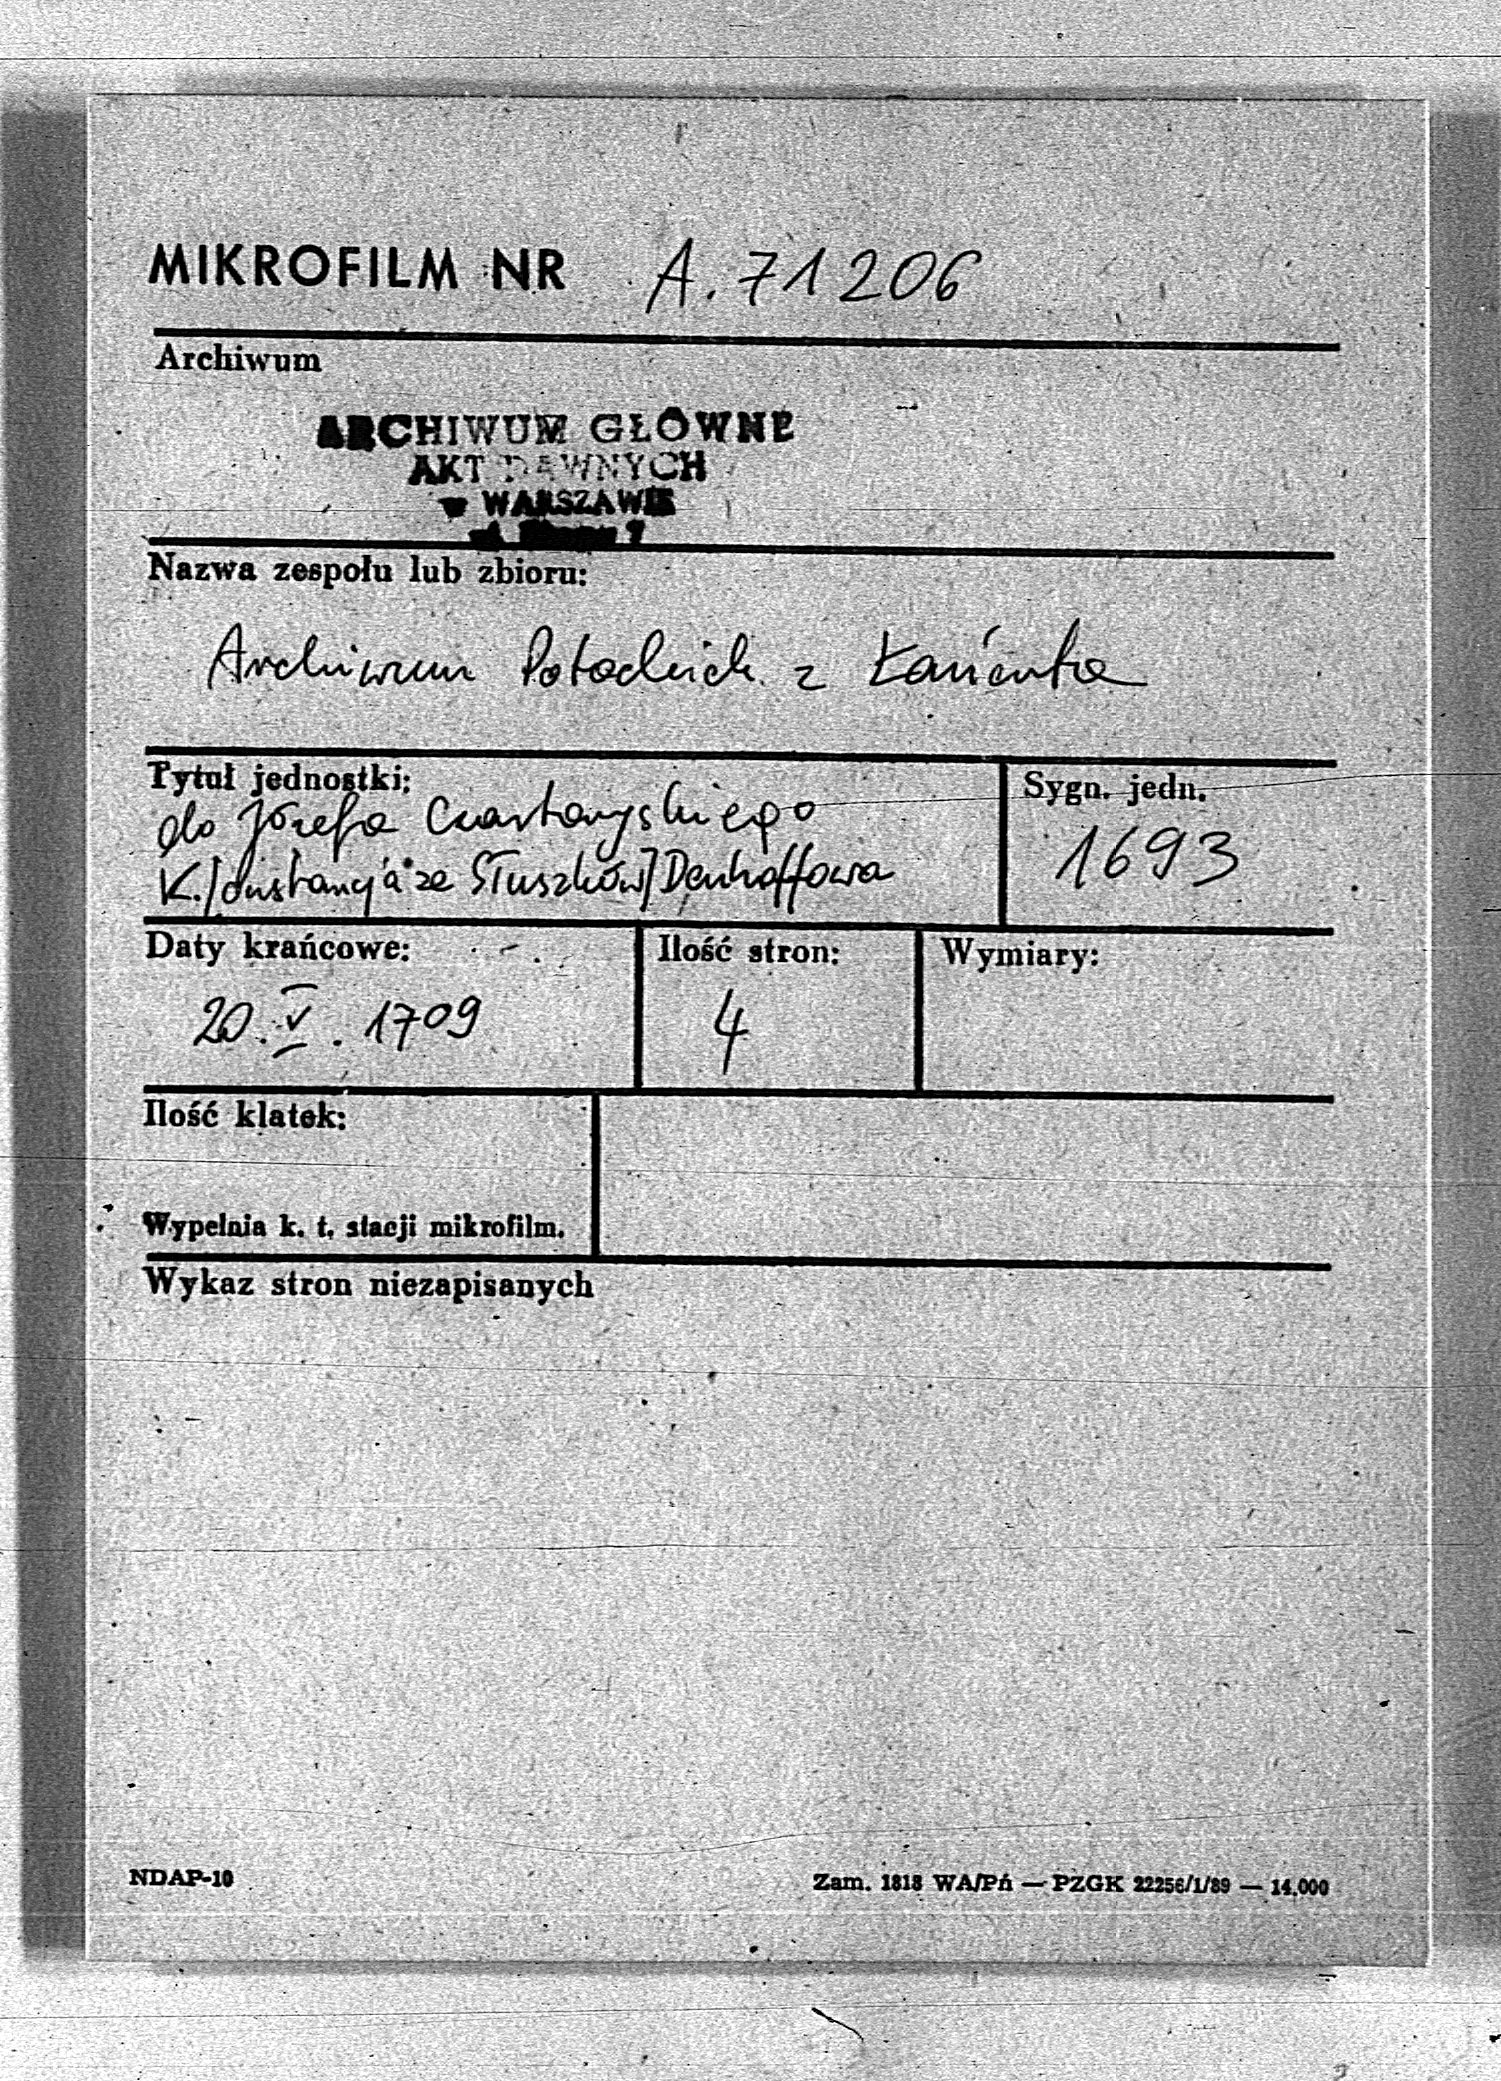 MIKROFILM NR A. 71206
Archiwum
ARCHIWUM GŁÓWNE
AKT DAWNYCH
w WARSZAWIE
Nazwa zespołu lub zbioru:
Archiwum Potockich z Łańcuta
Tytuł jednostki:
do Józefa Czartoryskiego
K./onstancja ze Słuszków/ Denhoffowa
Sygn. jedn.
1693
Daty krańcowe:
20. V. 1709
Ilość stron:
4
Wymiary:
Ilość klatek:
Wypełnia k. t. stacji mikrofilm.
Wykaz stron niezapisanych
NDAP-10
Zam. 1818 WA/Pń — PZGK 22256/1/89 — 14.000